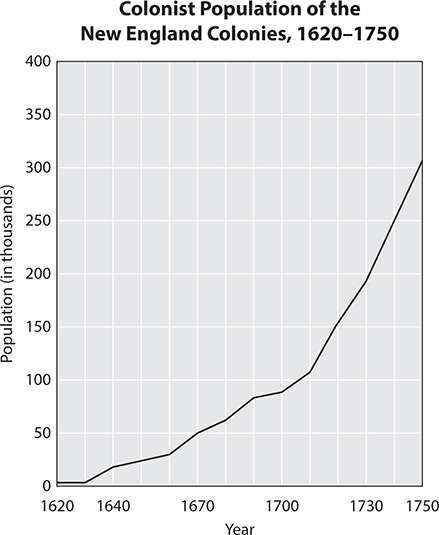 Colonist Population of the
New England Colonies, 1620–1750
400
350
300
250
200
150
100
50
0
Population (in thousands)
1620 1640 1670 1700 1730 1750
Year